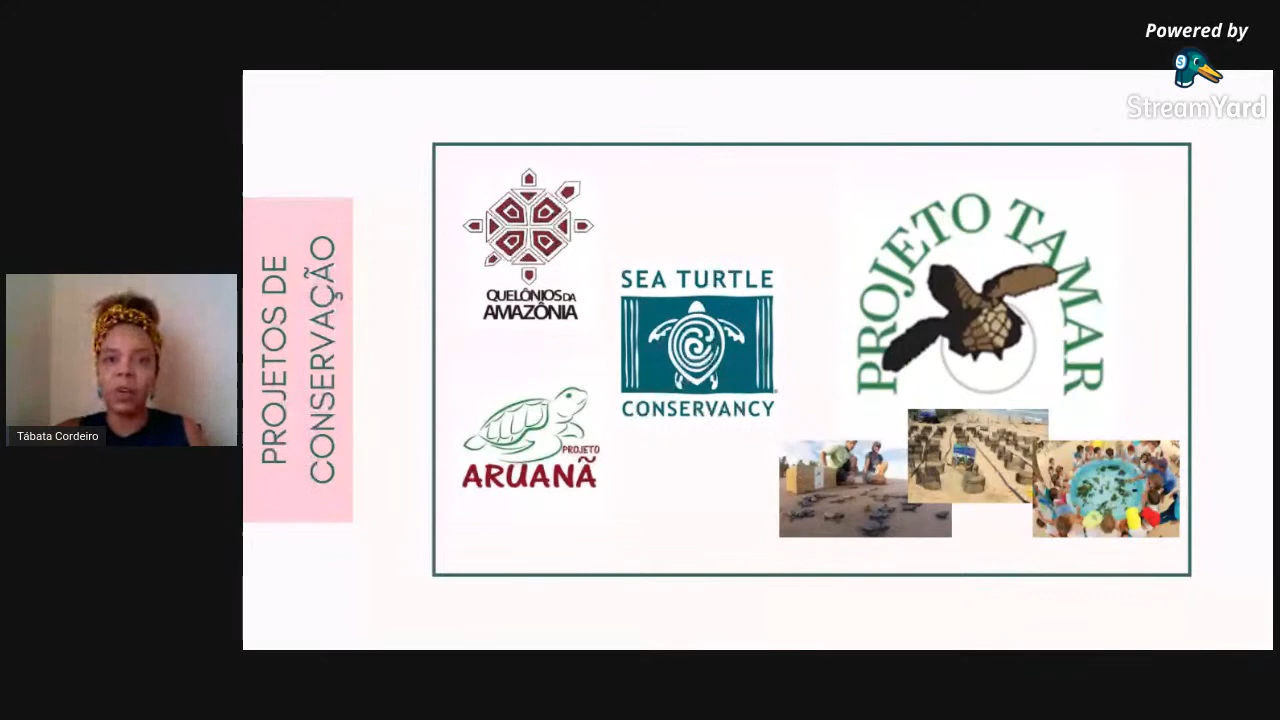 Powered by
StreamYard
Tábata Cordeiro
PROJETOS DE
CONSERVAÇÃO
QUELÔNIOS DA
AMAZÔNIA
SEA TURTLE
CONSERVANCY
PROJETO
ARUANÃ
PROJETO TAMAR